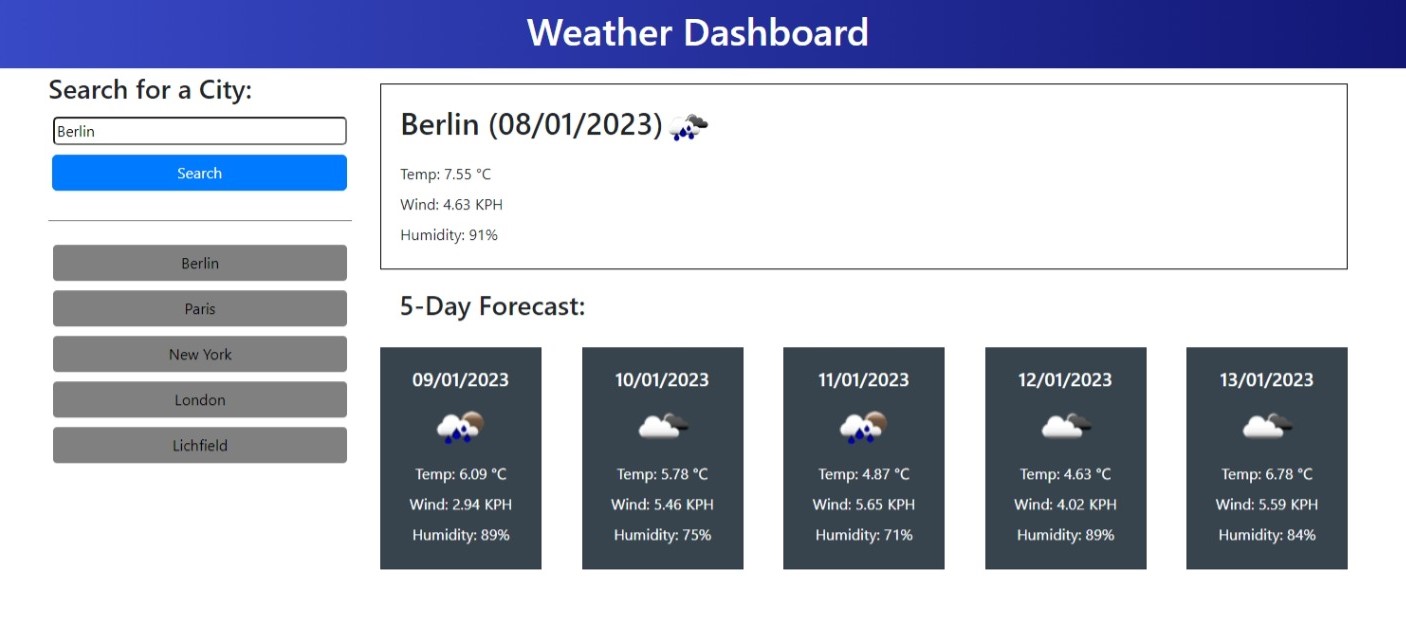 Weather Dashboard
Search for a City:
Berlin
Search
Berlin
Paris
New York
London
Lichfield
Berlin (08/01/2023)
Temp: 7.55 °C
Wind: 4.63 KPH
Humidity: 91%
5-Day Forecast:
09/01/2023
Temp: 6.09 °C
Wind: 2.94 KPH
Humidity: 89%
10/01/2023
Temp: 5.78 °C
Wind: 5.46 KPH
Humidity: 75%
11/01/2023
Temp: 4.87 °C
Wind: 5.65 KPH
Humidity: 71%
12/01/2023
Temp: 4.63 °C
Wind: 4.02 KPH
Humidity: 89%
13/01/2023
Temp: 6.78 °C
Wind: 5.59 KPH
Humidity: 84%